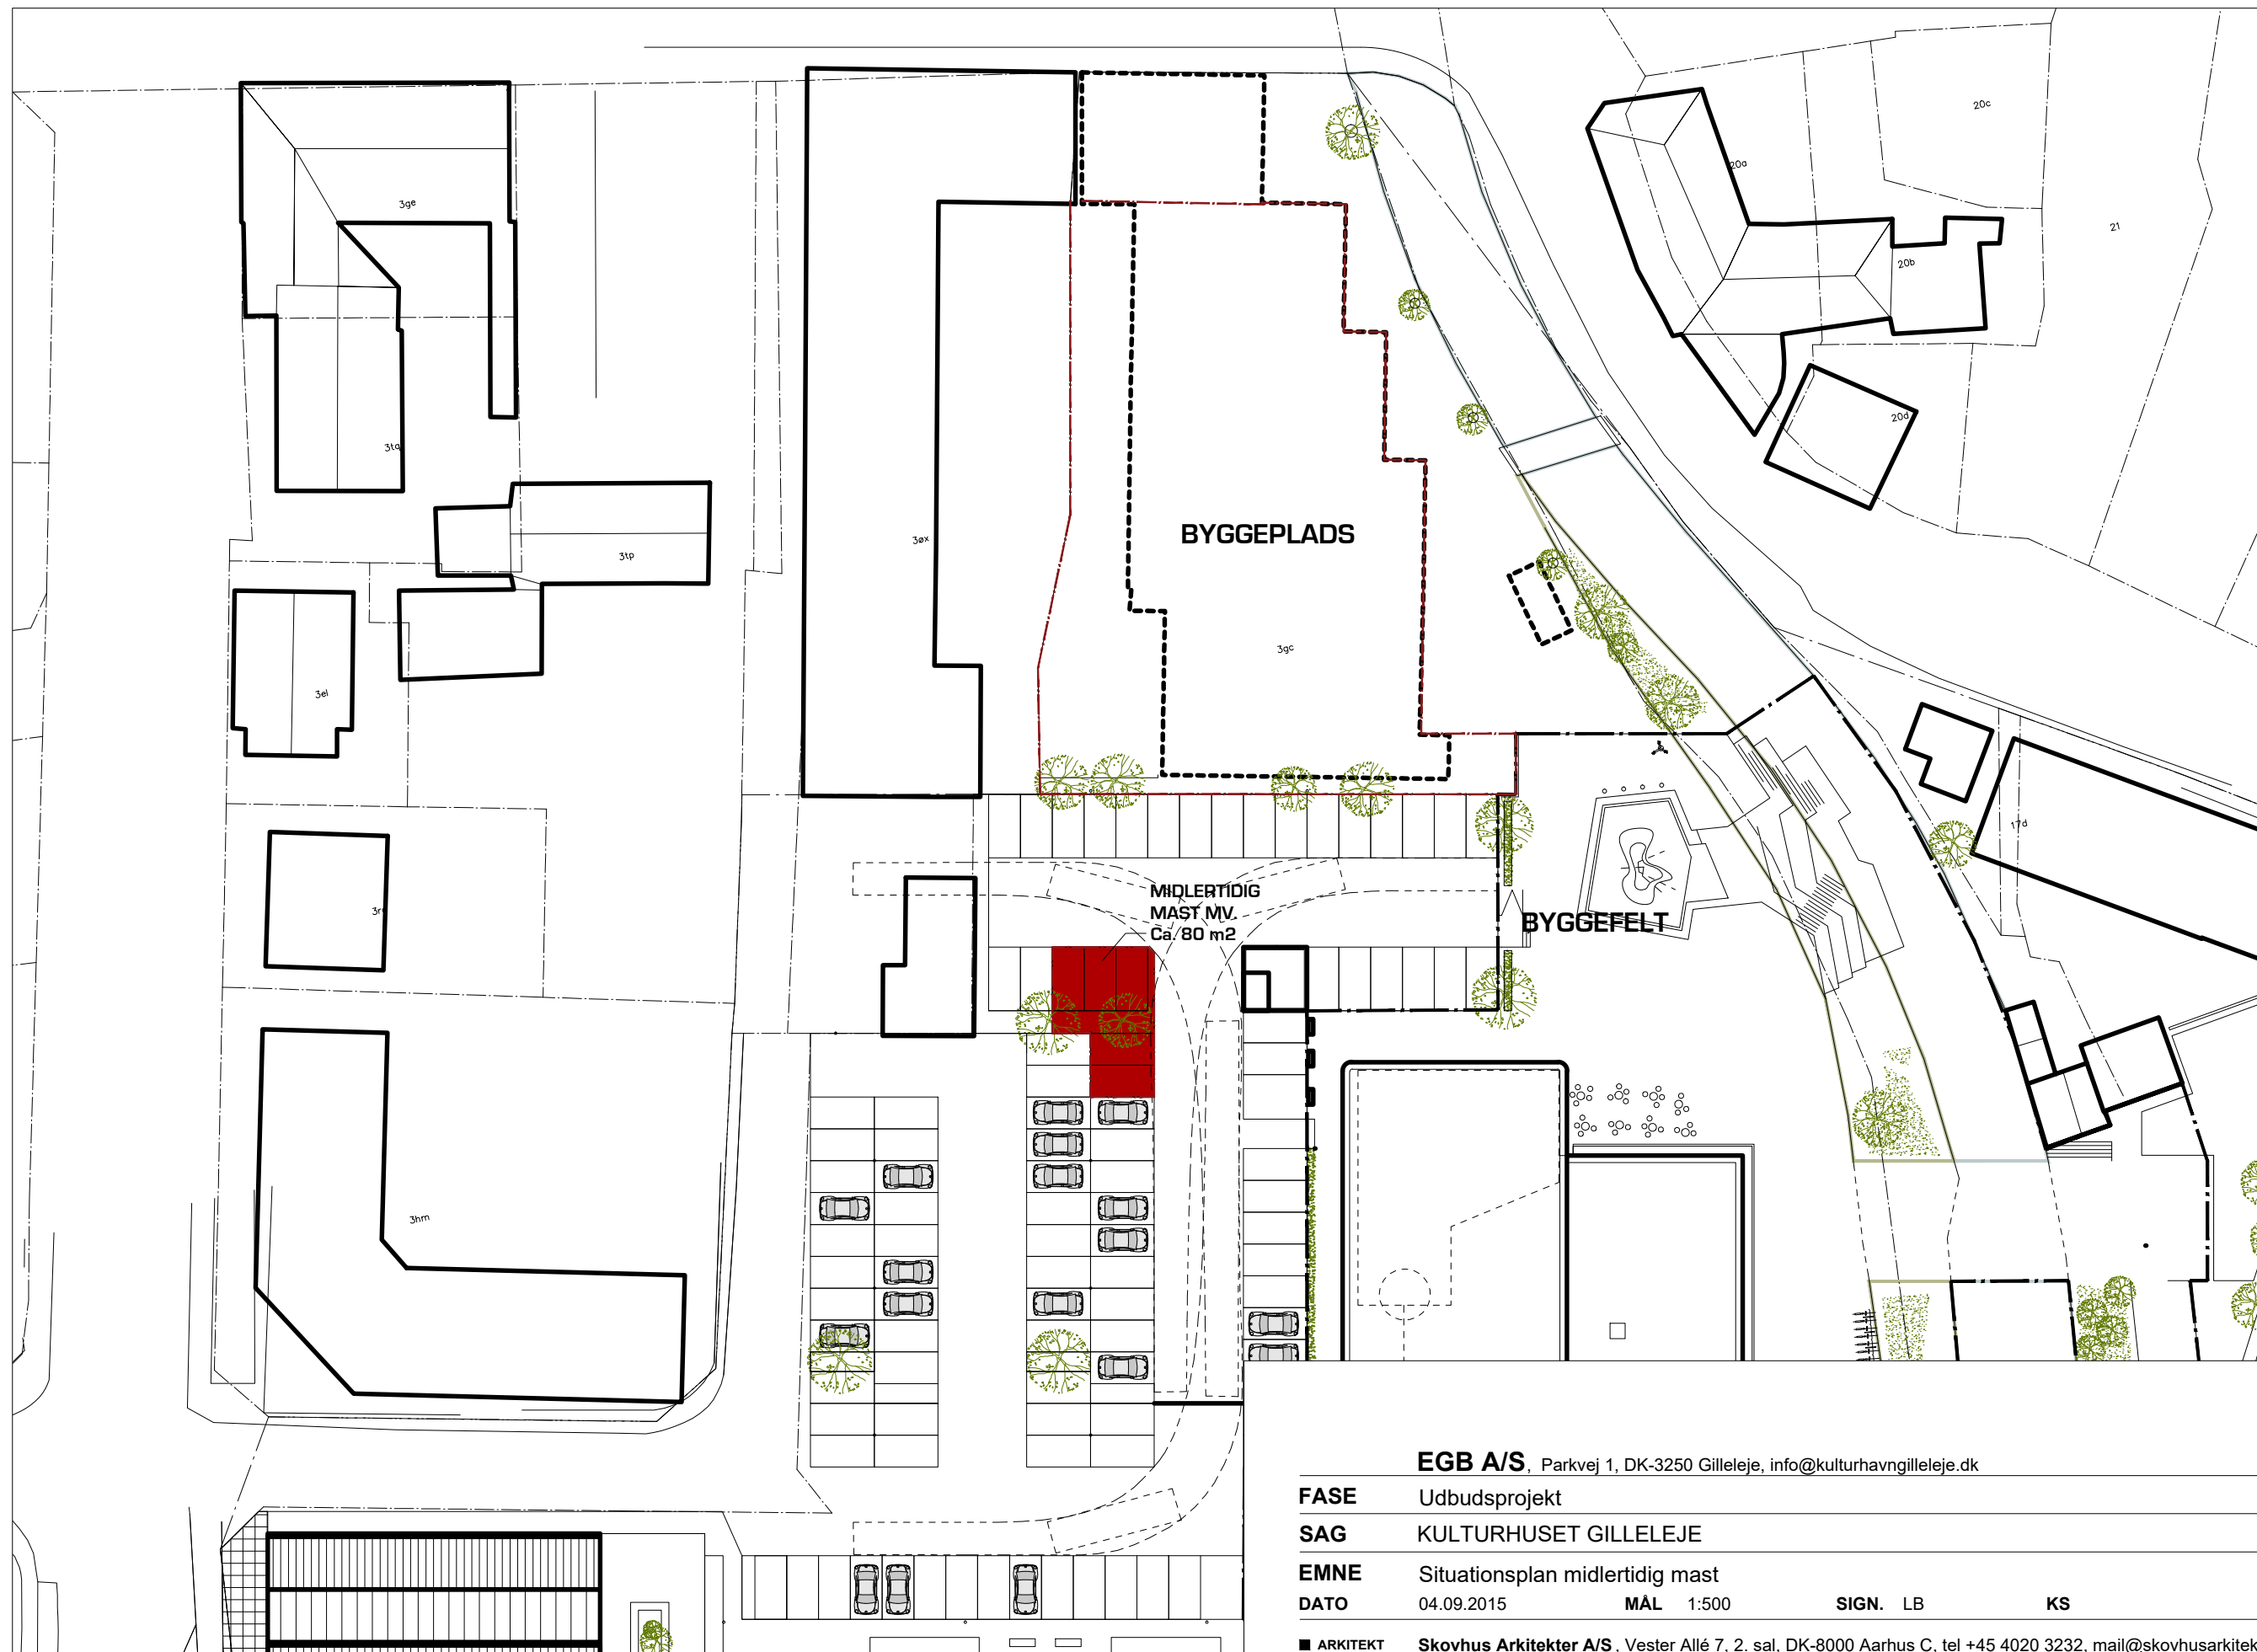 20c
20a
3ge
21
20b
20d
3tq
BYGGEPLADS
3øx
3tp
3gc
3el
17d
MIDLERTIDIG
MAST MV.
Ca. 80 m2
BYGGEFELT
3hm
EGB A/S, Parkvej 1, DK-3250 Gilleleje, info@kulturhavngilleleje.dk
FASE Udbudsprojekt
SAG KULTURHUSET GILLELEJE
EMNE Situationsplan midlertidig mast
DATO 04.09.2015 MÅL 1:500 SIGN. LB KS
ARKITEKT Skovhus Arkitekter A/S, Vester Allé 7, 2. sal, DK-8000 Aarhus C, tel +45 4020 3232, mail@skovhusarkitek